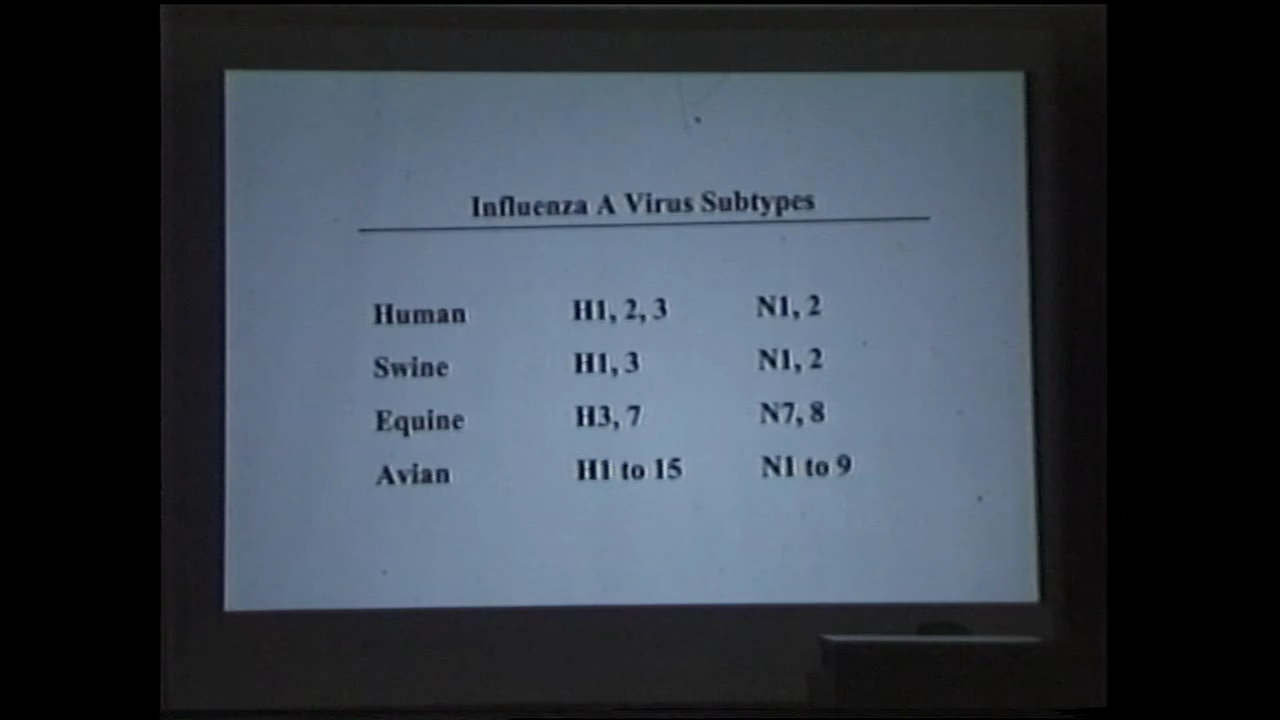 Influenza A Virus Subtypes
Human H1, 2, 3 N1, 2
Swine H1, 3 N1, 2
Equine H3, 7 N7, 8
Avian H1 to 15 N1 to 9